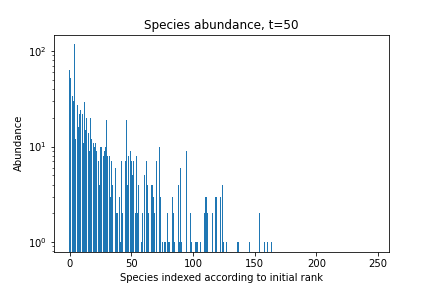 Species abundance, t=50
10²
10¹
10⁰
Abundance
0 50 100 150 200 250
Species indexed according to initial rank